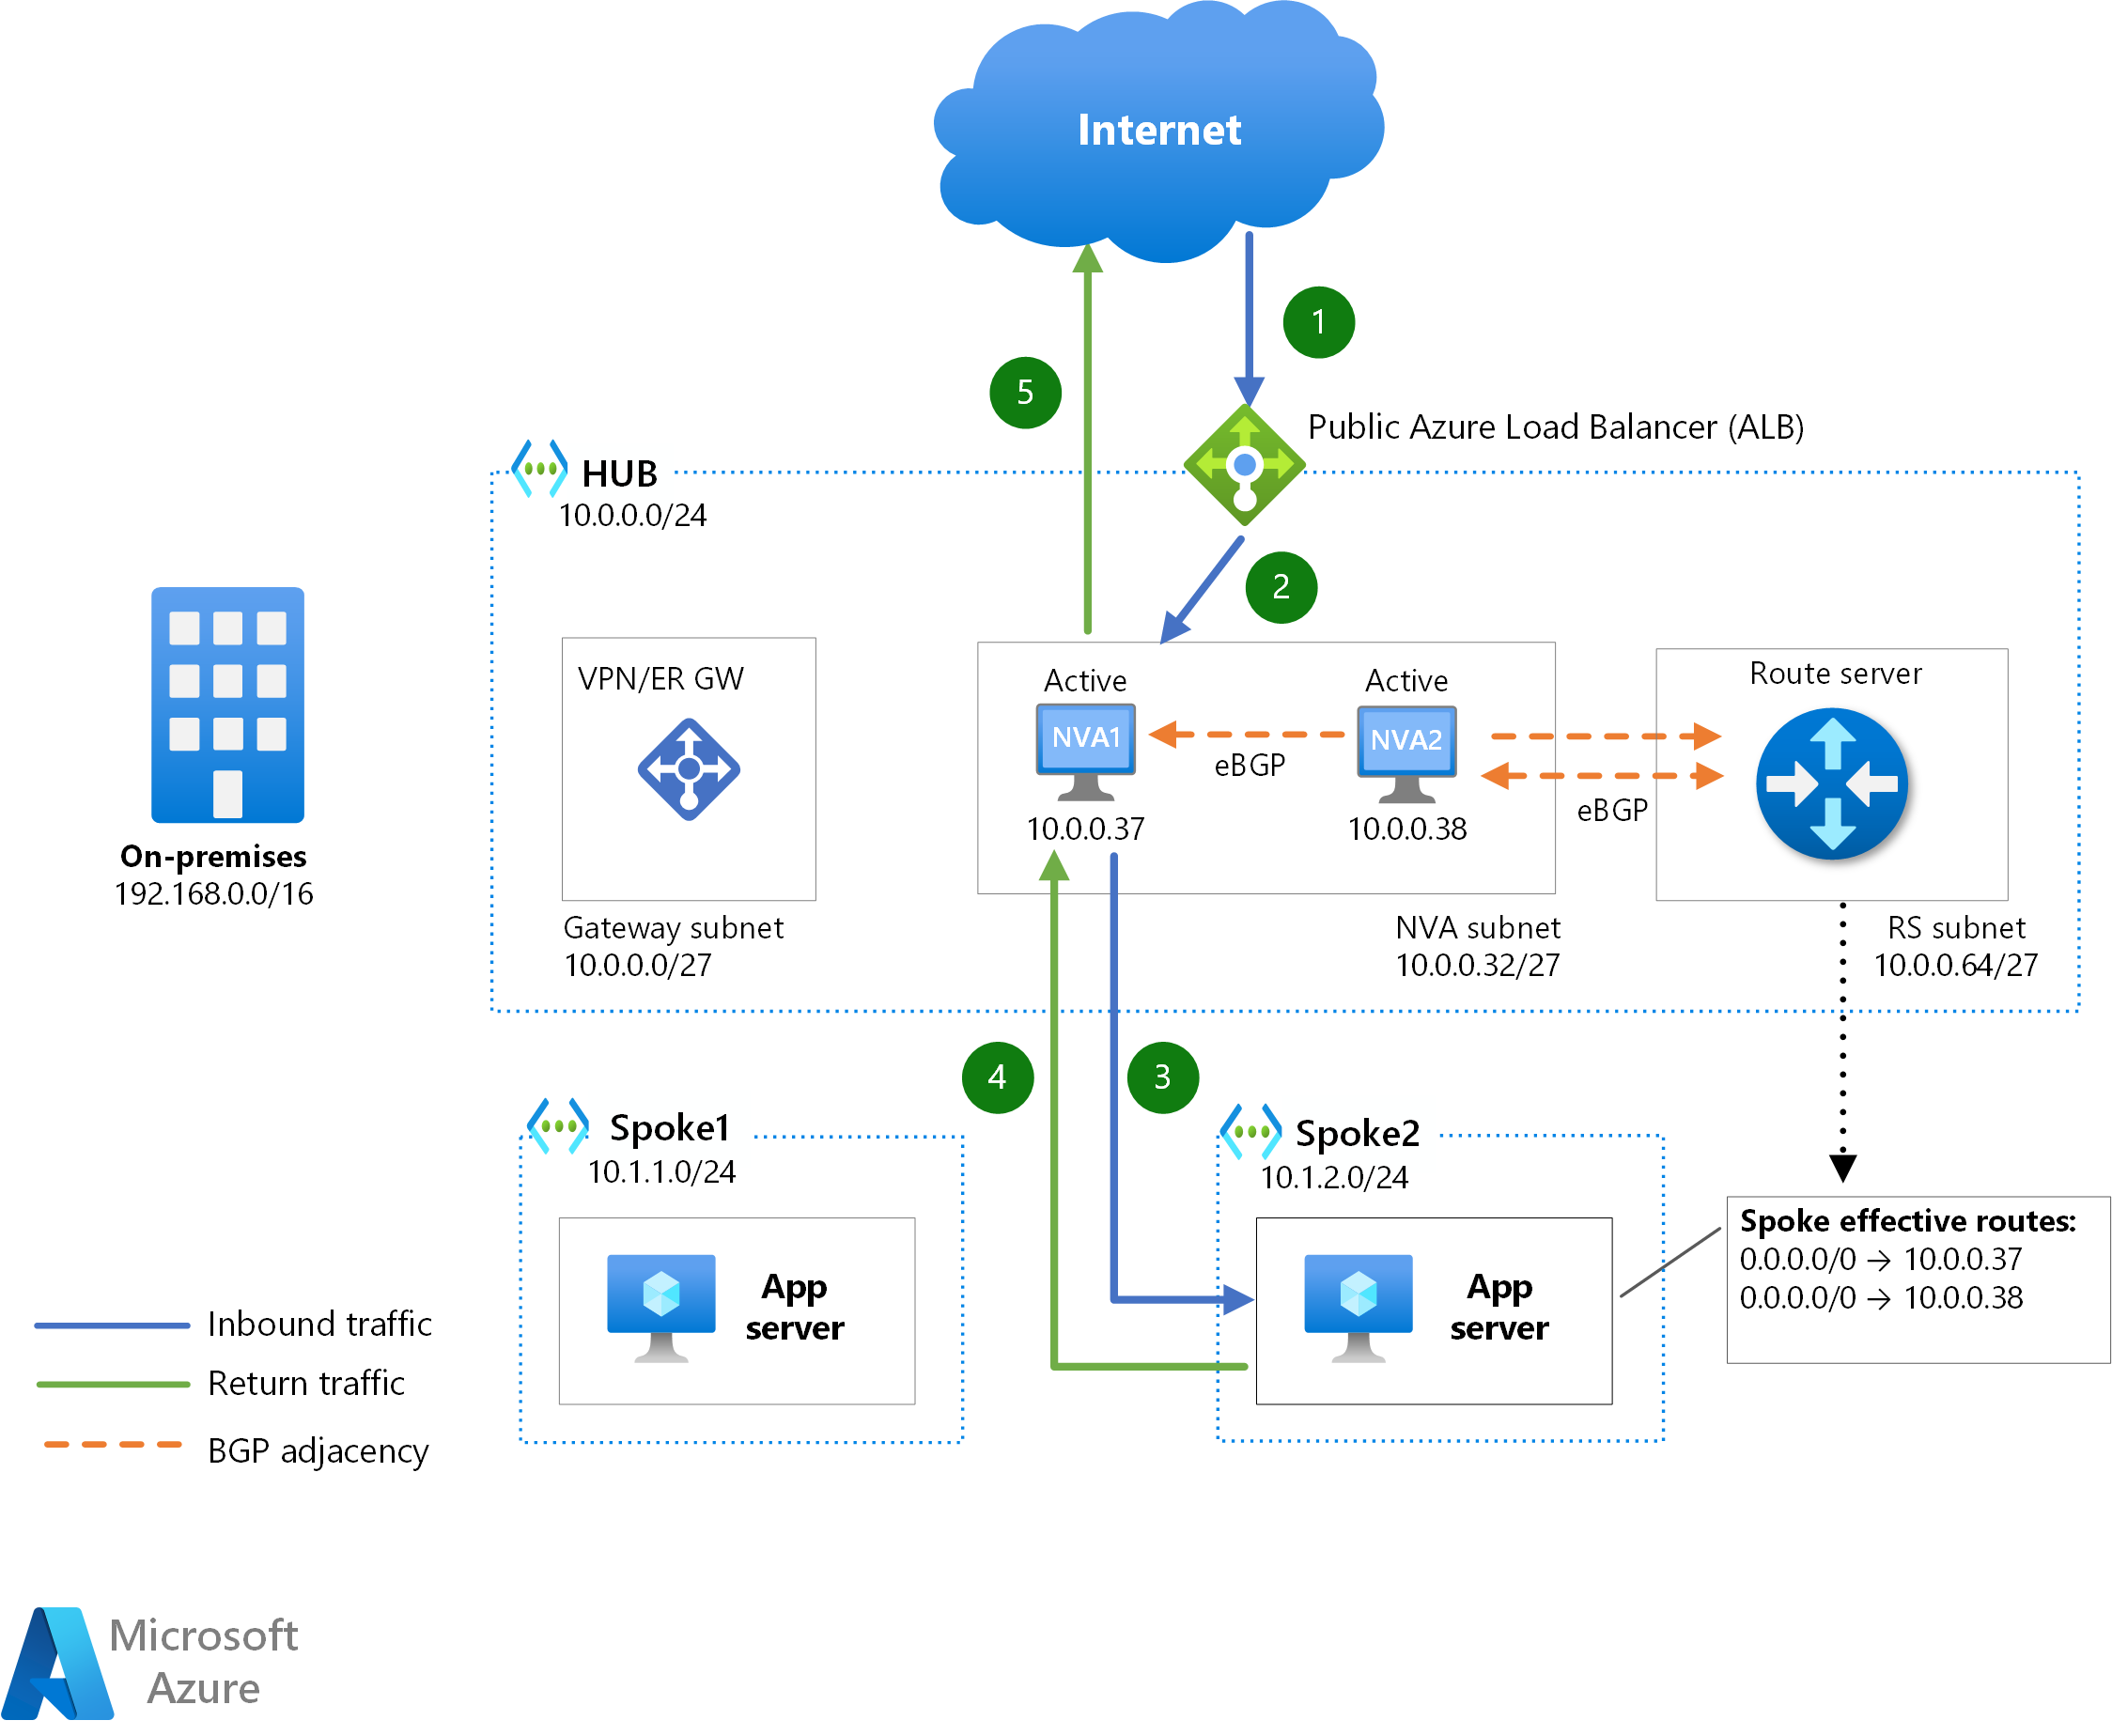 Internet
1
5
Public Azure Load Balancer (ALB)
HUB
10.0.0.0/24
2
VPN/ER GW
Active
Active
Route server
NVA1
NVA2
eBGP
eBGP
10.0.0.37
10.0.0.38
On-premises
192.168.0.0/16
Gateway subnet
10.0.0.0/27
NVA subnet
10.0.0.32/27
RS subnet
10.0.0.64/27
4
3
Spoke1
10.1.1.0/24
Spoke2
10.1.2.0/24
App
server
App
server
Spoke effective routes:
0.0.0.0/0 → 10.0.0.37
0.0.0.0/0 → 10.0.0.38
Inbound traffic
Return traffic
BGP adjacency
Microsoft
Azure